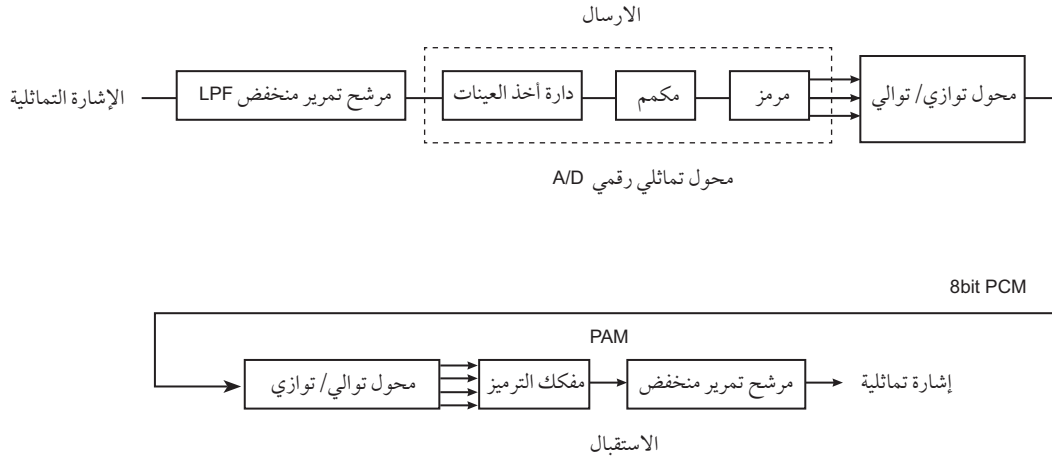 الارسال
الإشارة التماثلية
مرشح تمرير منخفض LPF
دارة أخذ العينات
مكمم
مرمز
محول توازي/ توالي
محول تماثلي رقمي A/D
8bit PCM
PAM
محول توالي/ توازي
مفكك الترميز
مرشح تمرير منخفض
إشارة تماثلية
الاستقبال